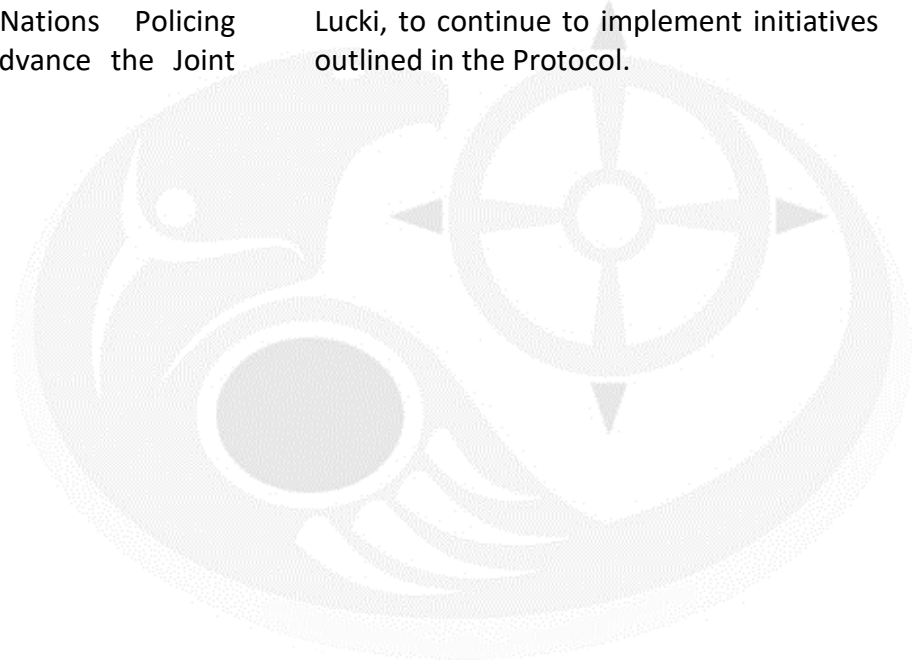 Nations Policing
dvance the Joint
Lucki, to continue to implement initiatives
outlined in the Protocol.